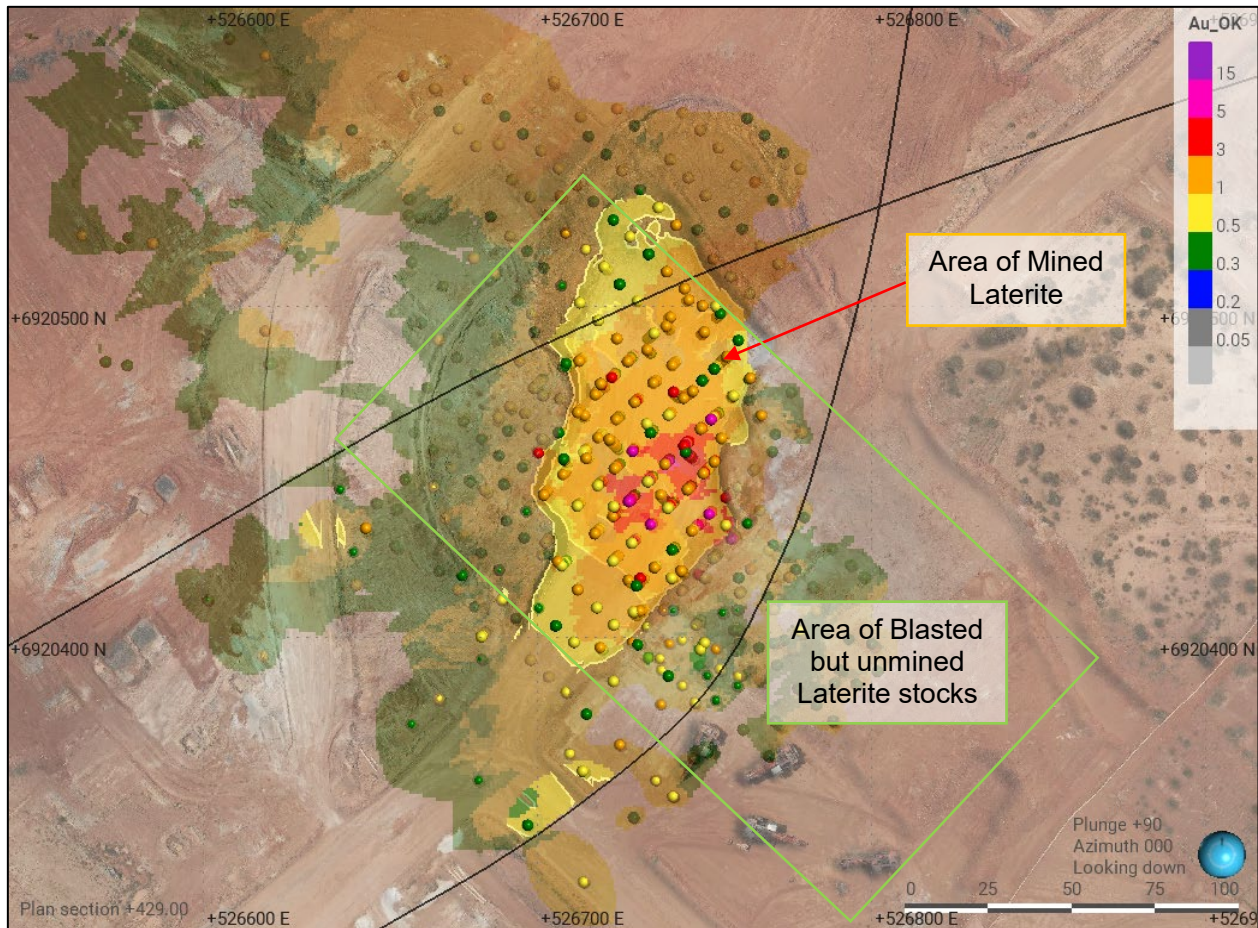 +526600 E
+526700 E
+526800 E
Au_OK
15
5
3
1
0.5
0.3
0.2
0.05
Area of Mined
Laterite
+6920500 N
Area of Blasted
but unmined
Laterite stocks
+6920400 N
+6920400 N
Plunge +90
Azimuth 000
Looking down
0 25 50 75 100
Plan section +429.00
+526600 E
+526700 E
+526800 E